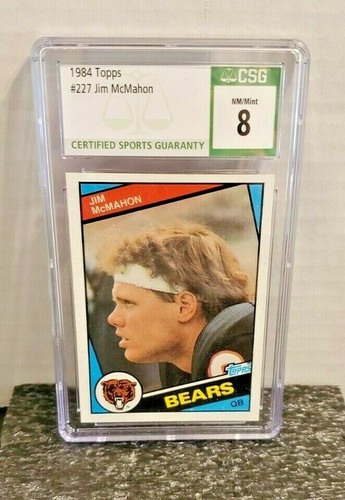 1984 Topps
#227 Jim McMahon
CSG
NM/Mint
8
CERTIFIED SPORTS GUARANTY
JIM
McMAHON
TOPPS
BEARS
QB